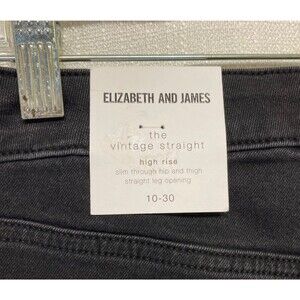 ELIZABETH AND JAMES
the
vintage straight
high rise
slim through hip and thigh
straight leg opening
10-30